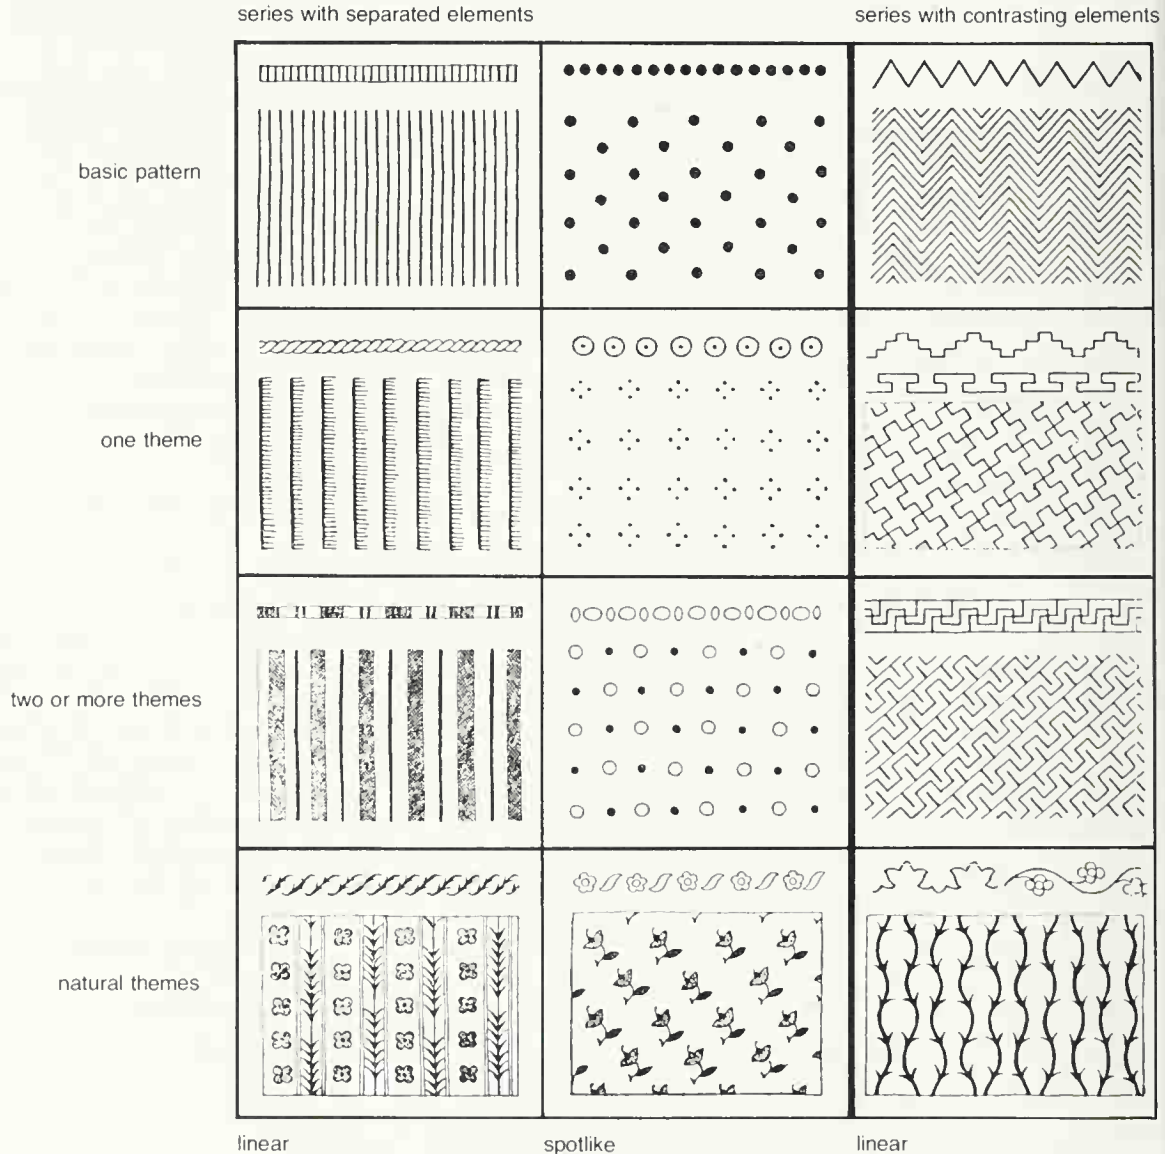 series with separated elements
series with contrasting elements
basic pattern
one theme
two or more themes
natural themes
linear
spotlike
linear